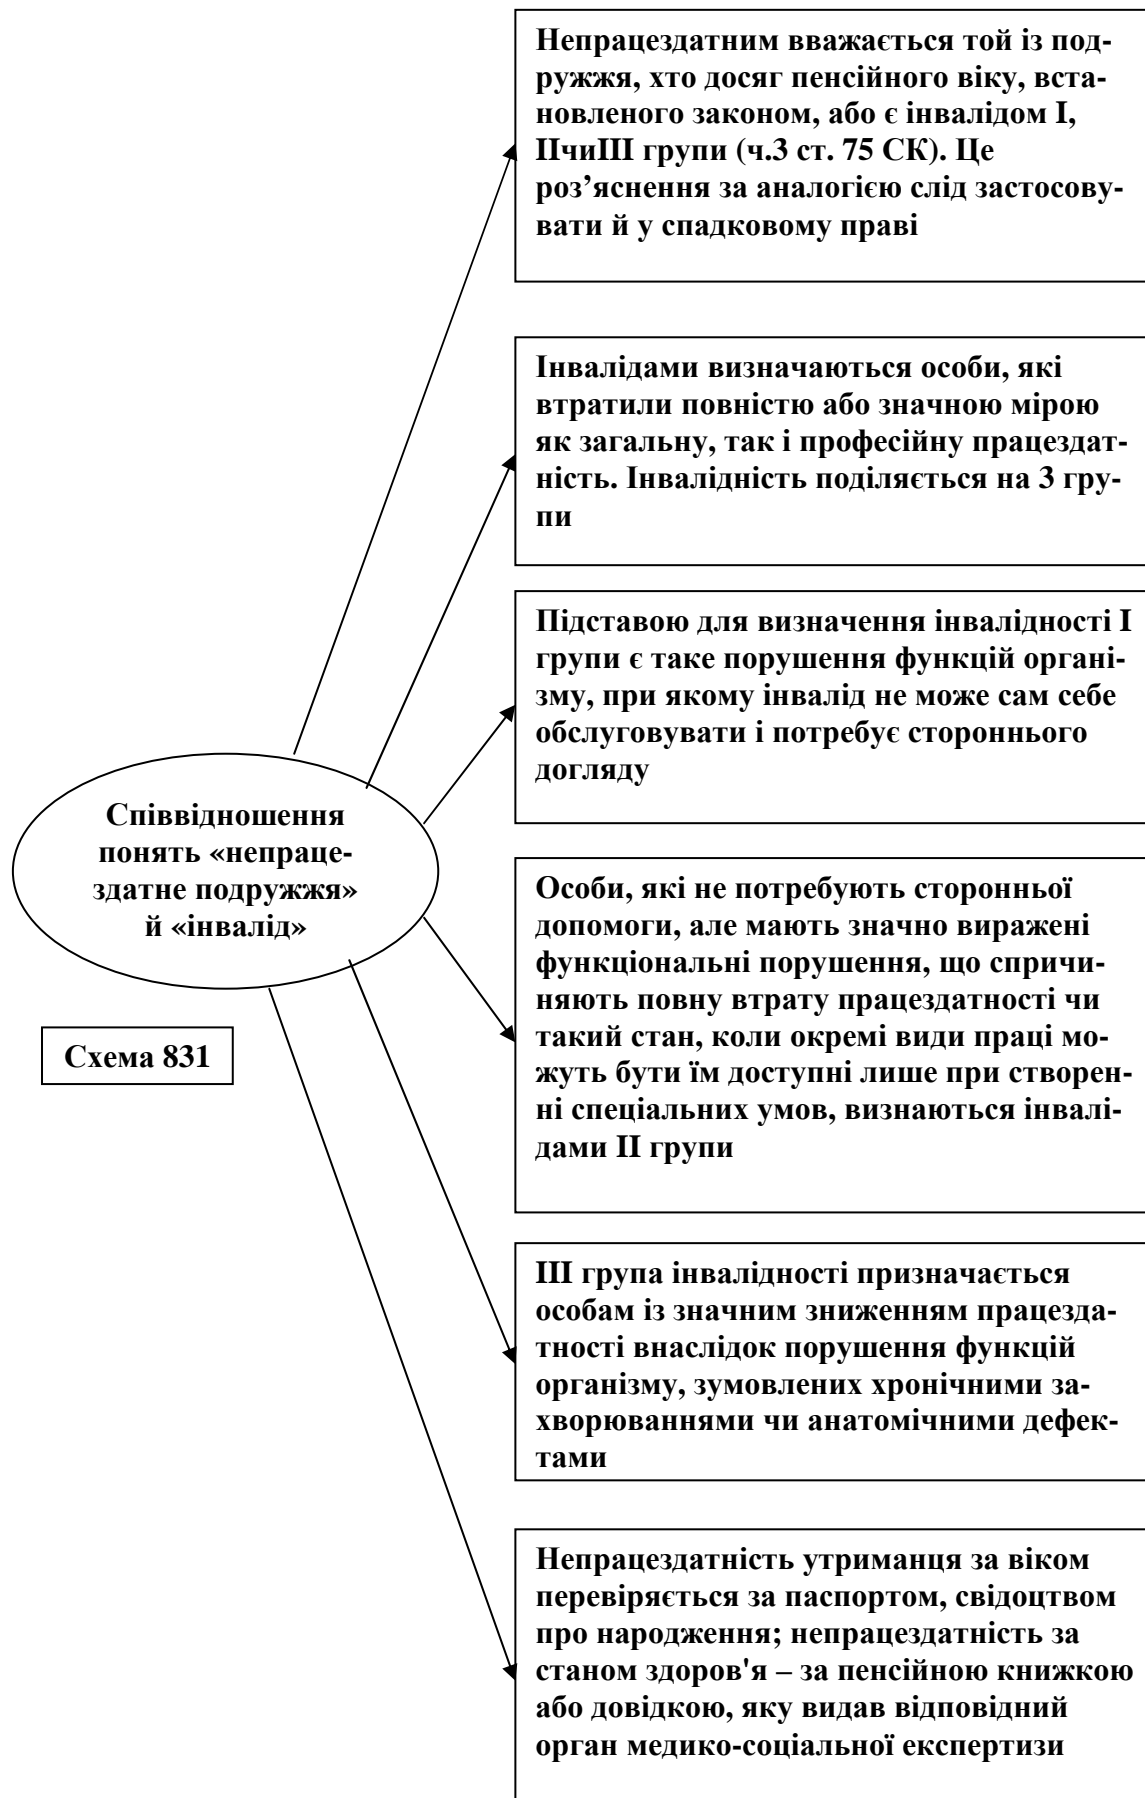 Непрацездатним вважається той із под-
ружжя, хто досяг пенсійного віку, вста-
новленого законом, або є інвалідом І,
ІІчиІІІ групи (ч.3 ст. 75 СК). Це
роз’яснення за аналогією слід застосову-
вати й у спадковому праві
Інвалідами визначаються особи, які
втратили повністю або значною мірою
як загальну, так і професійну працездат-
ність. Інвалідність поділяється на 3 гру-
пи
Підставою для визначення інвалідності І
групи є таке порушення функцій органі-
зму, при якому інвалід не може сам себе
обслуговувати і потребує стороннього
догляду
Співвідношення
понять «непраце-
здатне подружжя»
й «інвалід»
Схема 831
Особи, які не потребують сторонньої
допомоги, але мають значно виражені
функціональні порушення, що спричи-
няють повну втрату працездатності чи
такий стан, коли окремі види праці мо-
жуть бути їм доступні лише при створен-
ні спеціальних умов, визнаються інвалі-
дами ІІ групи
ІІІ група інвалідності призначається
особам із значним зниженням працезда-
тності внаслідок порушення функцій
організму, зумовлених хронічними за-
хворюваннями чи анатомічними дефек-
тами
Непрацездатність утриманця за віком
перевіряється за паспортом, свідоцтвом
про народження; непрацездатність за
станом здоров'я – за пенсійною книжкою
або довідкою, яку видав відповідний
орган медико-соціальної експертизи